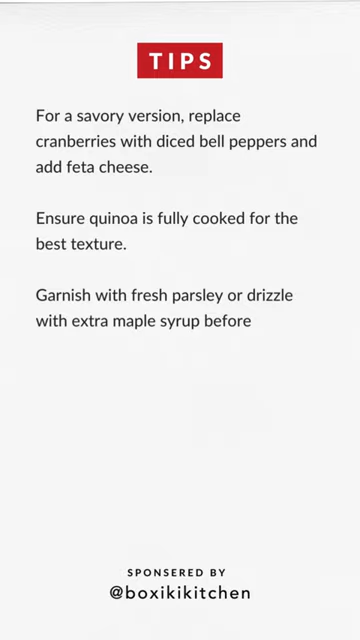 TIPS
For a savory version, replace
cranberries with diced bell peppers and
add feta cheese.
Ensure quinoa is fully cooked for the
best texture.
Garnish with fresh parsley or drizzle
with extra maple syrup before
SPONSERED BY
@boxikikitchen